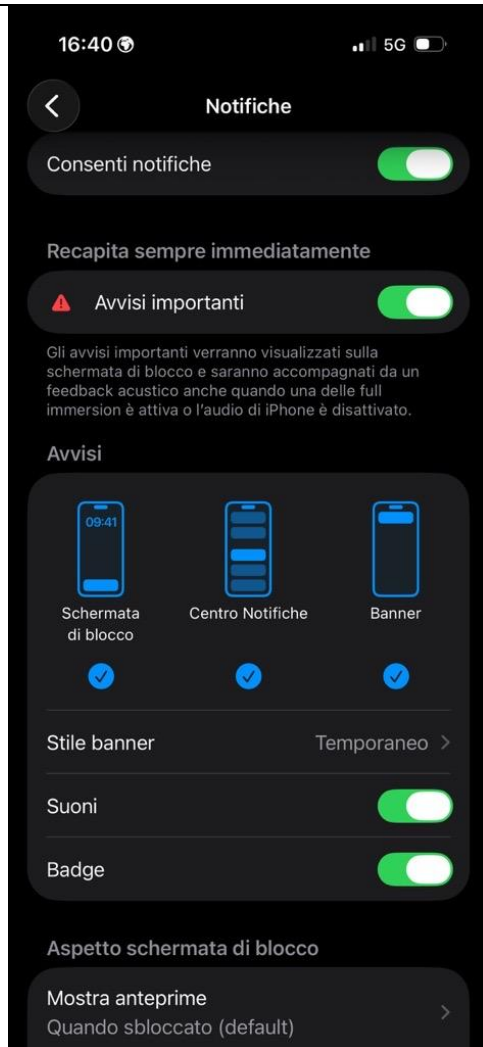 16:40 5G
Notifiche
Consenti notifiche
Recapita sempre immediatamente
Avvisi importanti
Gli avvisi importanti verranno visualizzati sulla
schermata di blocco e saranno accompagnati da un
feedback acustico anche quando una delle full
immersion è attiva o l'audio di iPhone è disattivato.
Avvisi
09:41
Schermata
di blocco
Centro Notifiche
Banner
Stile banner Temporaneo
Suoni
Badge
Aspetto schermata di blocco
Mostra anteprime
Quando sbloccato (default)